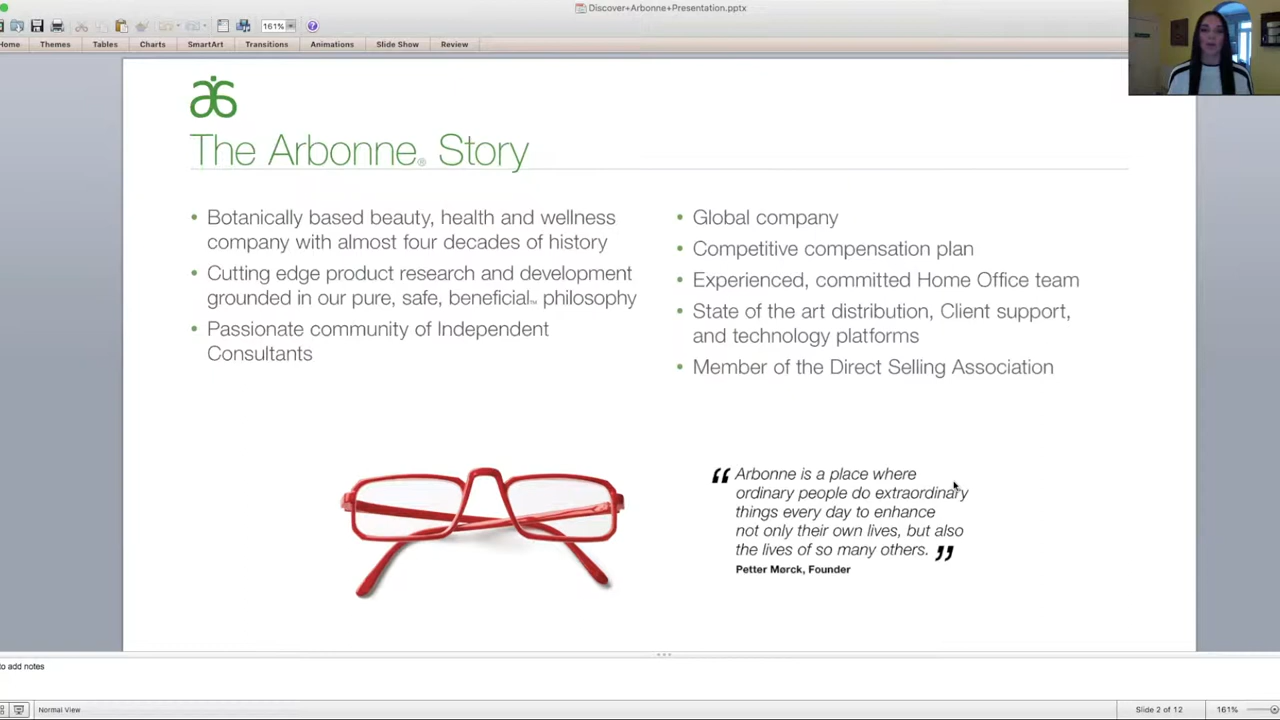 Discover+Arbonne+Presentation.pptx
161%
Home Themes Tables Charts SmartArt Transitions Animations Slide Show Review
The Arbonne® Story
• Botanically based beauty, health and wellness
company with almost four decades of history
• Cutting edge product research and development
grounded in our pure, safe, beneficial™ philosophy
• Passionate community of Independent
Consultants
• Global company
• Competitive compensation plan
• Experienced, committed Home Office team
• State of the art distribution, Client support,
and technology platforms
• Member of the Direct Selling Association
“ Arbonne is a place where
ordinary people do extraordinary
things every day to enhance
not only their own lives, but also
the lives of so many others. ”
Petter Mørck, Founder
to add notes
Normal View
Slide 2 of 12
161%